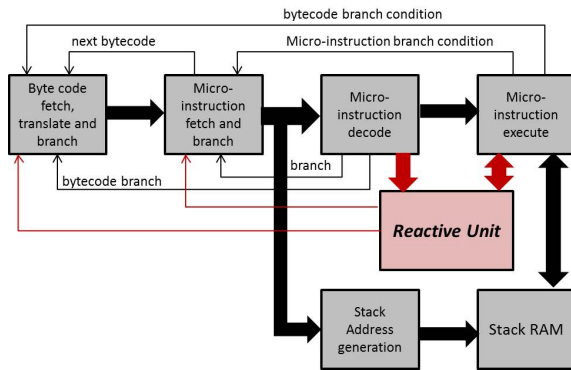 bytecode branch condition
next bytecode
Micro-instruction branch condition
Byte code
fetch,
translate and
branch
Micro-
instruction
fetch and
branch
Micro-
instruction
decode
Micro-
instruction
execute
branch
bytecode branch
Reactive Unit
Stack
Address
generation
Stack RAM